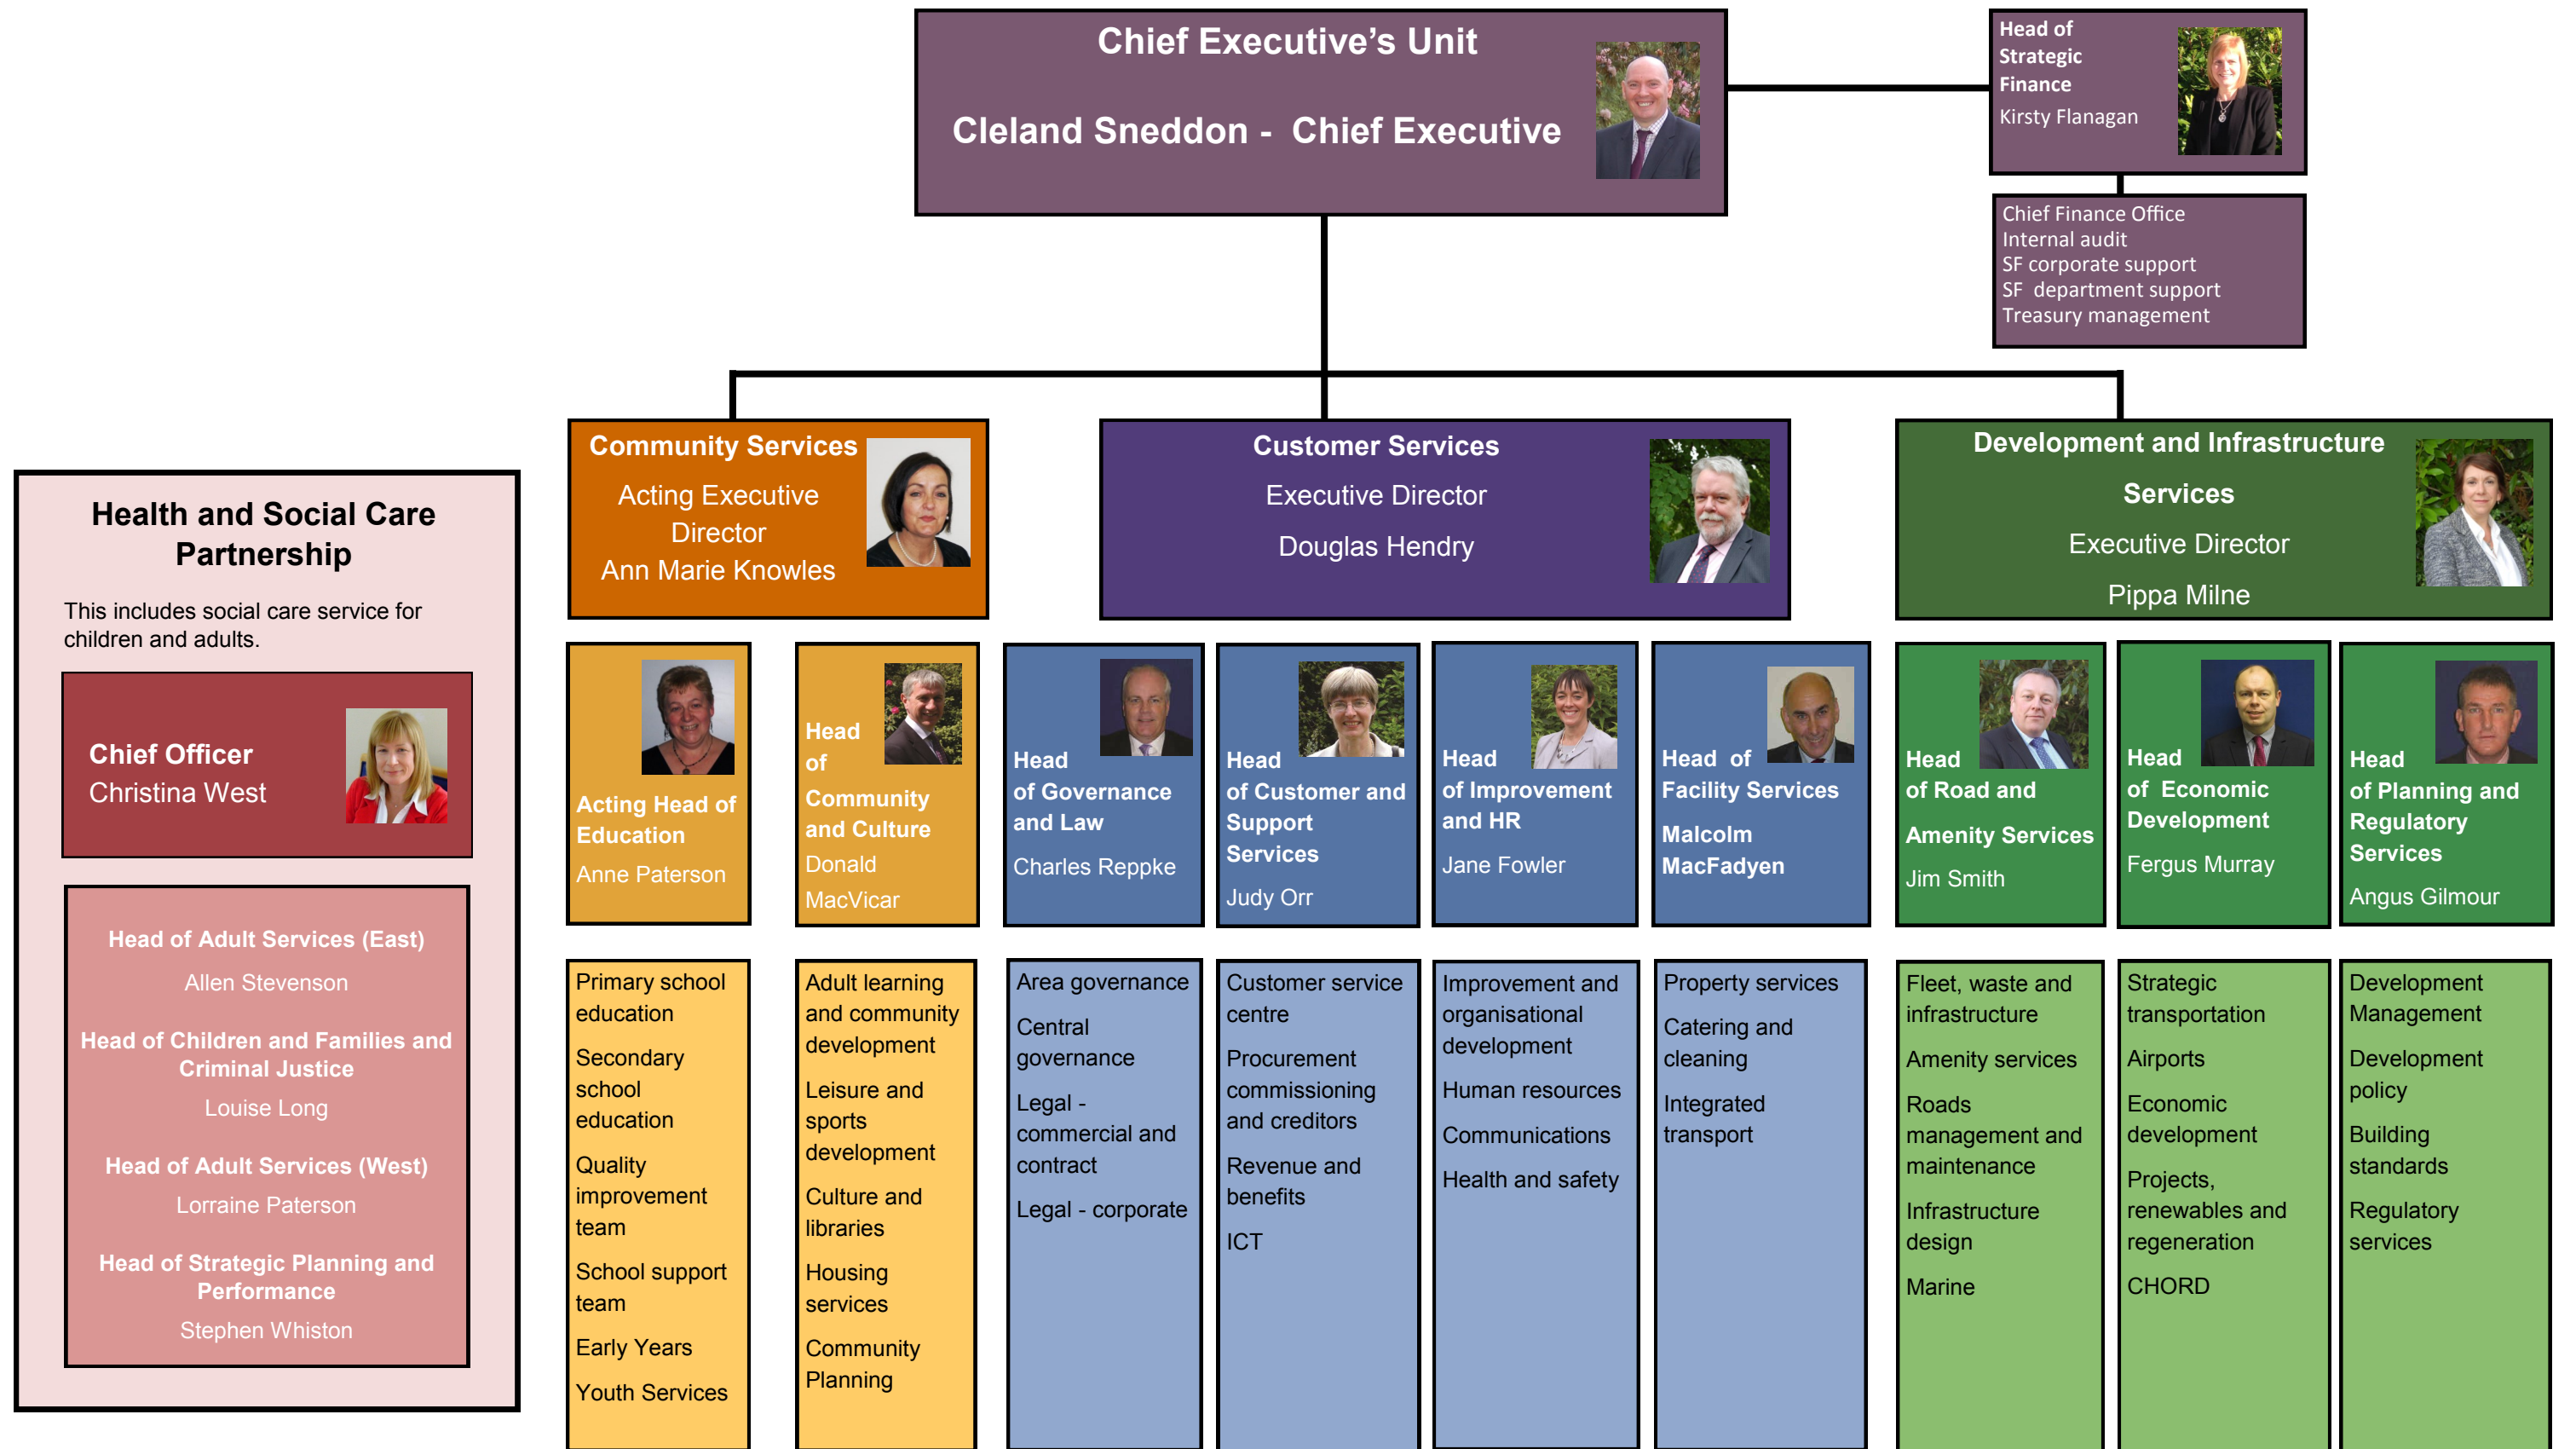 Chief Executive’s Unit
Cleland Sneddon - Chief Executive
Head of
Strategic
Finance
Kirsty Flanagan
Chief Finance Office
Internal audit
SF corporate support
SF department support
Treasury management
Health and Social Care
Partnership
This includes social care service for
children and adults.
Chief Officer
Christina West
Head of Adult Services (East)
Allen Stevenson
Head of Children and Families and
Criminal Justice
Louise Long
Head of Adult Services (West)
Lorraine Paterson
Head of Strategic Planning and
Performance
Stephen Whiston
Community Services
Acting Executive
Director
Ann Marie Knowles
Customer Services
Executive Director
Douglas Hendry
Development and Infrastructure
Services
Executive Director
Pippa Milne
Acting Head of
Education
Anne Paterson
Head
of
Community
and Culture
Donald
MacVicar
Head
of Governance
and Law
Charles Reppke
Head
of Customer and
Support
Services
Judy Orr
Head
of Improvement
and HR
Jane Fowler
Head of
Facility Services
Malcolm
MacFadyen
Head
of Road and
Amenity Services
Jim Smith
Head
of Economic
Development
Fergus Murray
Head
of Planning and
Regulatory
Services
Angus Gilmour
Primary school
education
Secondary
school
education
Quality
improvement
team
School support
team
Early Years
Youth Services
Adult learning
and community
development
Leisure and
sports
development
Culture and
libraries
Housing
services
Community
Planning
Area governance
Central
governance
Legal -
commercial and
contract
Legal - corporate
Customer service
centre
Procurement
commissioning
and creditors
Revenue and
benefits
ICT
Improvement and
organisational
development
Human resources
Communications
Health and safety
Property services
Catering and
cleaning
Integrated
transport
Fleet, waste and
infrastructure
Amenity services
Roads
management and
maintenance
Infrastructure
design
Marine
Strategic
transportation
Airports
Economic
development
Projects,
renewables and
regeneration
CHORD
Development
Management
Development
policy
Building
standards
Regulatory
services